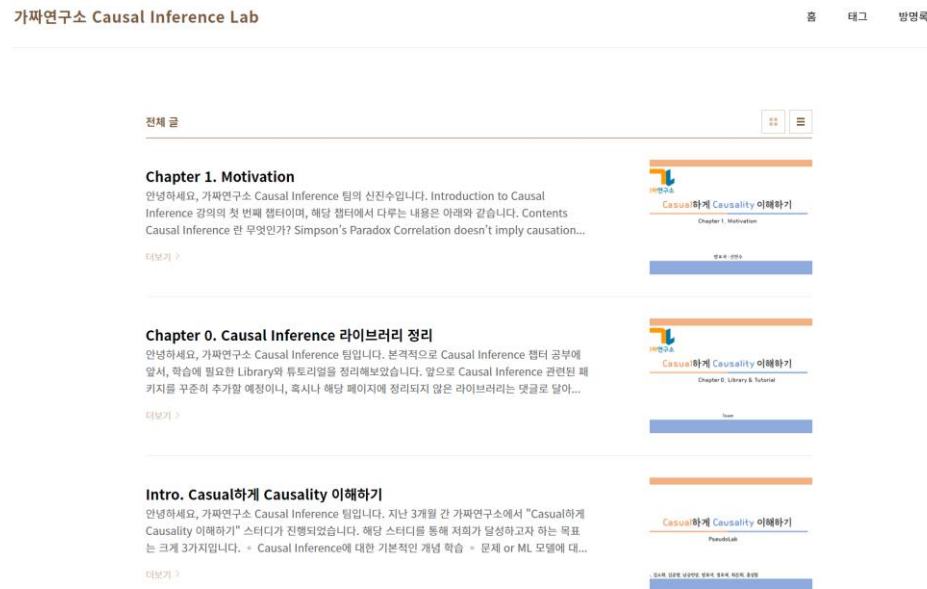 가짜연구소 Causal Inference Lab
홈 태그 방명록
전체 글
Chapter 1. Motivation
안녕하세요, 가짜연구소 Causal Inference 팀의 신진수입니다. Introduction to Causal
Inference 강의의 첫 번째 챕터이며, 해당 챕터에서 다루는 내용은 아래와 같습니다. Contents
Causal Inference 란 무엇인가? Simpson's Paradox Correlation doesn't imply causation...
더보기 >
가짜연구소
Casual하게 Causality 이해하기
Chapter 1. Motivation
발표자 : 신진수
Chapter 0. Causal Inference 라이브러리 정리
안녕하세요, 가짜연구소 Causal Inference 팀입니다. 본격적으로 Causal Inference 챕터 공부에
앞서, 학습에 필요한 Library와 튜토리얼을 정리해보았습니다. 앞으로 Causal Inference 관련된 패
키지를 꾸준히 추가할 예정이니, 혹시나 해당 페이지에 정리되지 않은 라이브러리는 댓글로 달아...
더보기 >
가짜연구소
Casual하게 Causality 이해하기
Chapter 0. Library & Tutorial
Team
Intro. Casual하게 Causality 이해하기
안녕하세요, 가짜연구소 Causal Inference 팀입니다. 지난 3개월 간 가짜연구소에서 "Casual하게
Causality 이해하기" 스터디가 진행되었습니다. 해당 스터디를 통해 저희가 달성하고자 하는 목표
는 크게 3가지입니다. ◦ Causal Inference에 대한 기본적인 개념 학습 ◦ 문제 or ML 모델에 대...
더보기 >
Casual하게 Causality 이해하기
PseudoLab